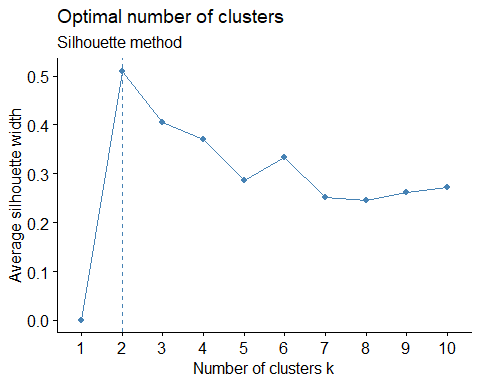 Optimal number of clusters
Silhouette method
Average silhouette width
0.5
0.4
0.3
0.2
0.1
0.0
1 2 3 4 5 6 7 8 9 10
Number of clusters k